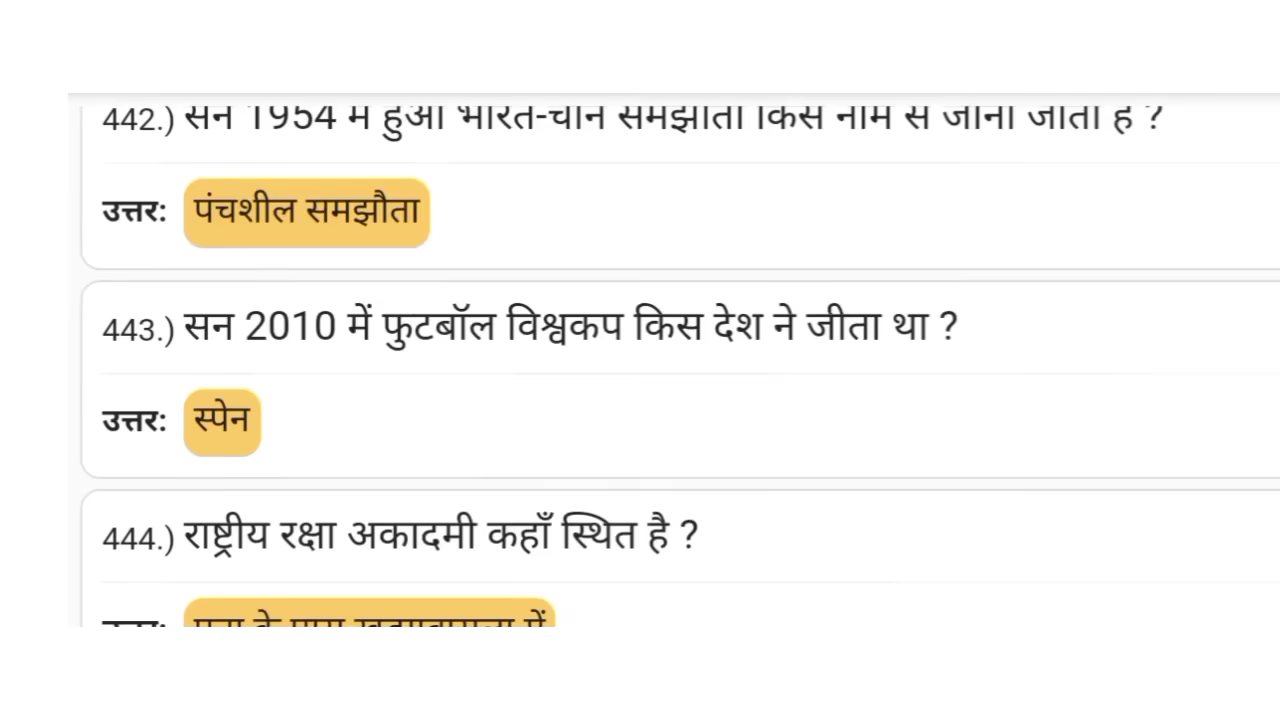 442.) सन 1954 में हुआ भारत-चीन समझौता किस नाम से जाना जाता है ?
उत्तर: पंचशील समझौता
443.) सन 2010 में फुटबॉल विश्वकप किस देश ने जीता था ?
उत्तर: स्पेन
444.) राष्ट्रीय रक्षा अकादमी कहाँ स्थित है ?